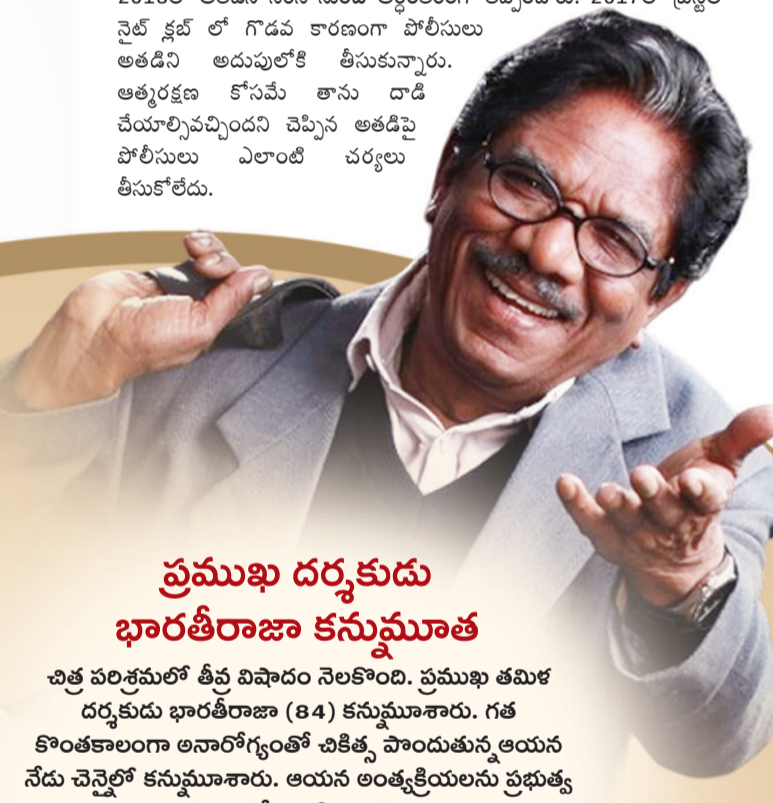 నైట్ క్లబ్ లో గొడవ కారణంగా పోలీసులు
అతడిని అదుపులోకి తీసుకున్నారు.
ఆత్మరక్షణ కోసమే తాను దాడి
చేయాల్సివచ్చిందని చెప్పిన అతడిపై
పోలీసులు ఎలాంటి చర్యలు
తీసుకోలేదు.
ప్రముఖ దర్శకుడు
భారతీరాజా కన్నుమూత
చిత్ర పరిశ్రమలో తీవ్ర విషాదం నెలకొంది. ప్రముఖ తమిళ
దర్శకుడు భారతీరాజా (84) కన్నుమూశారు. గత
కొంతకాలంగా అనారోగ్యంతో చికిత్స పొందుతున్నఆయన
నేడు చెన్నైలో కన్నుమూశారు. ఆయన అంత్యక్రియలను ప్రభుత్వ